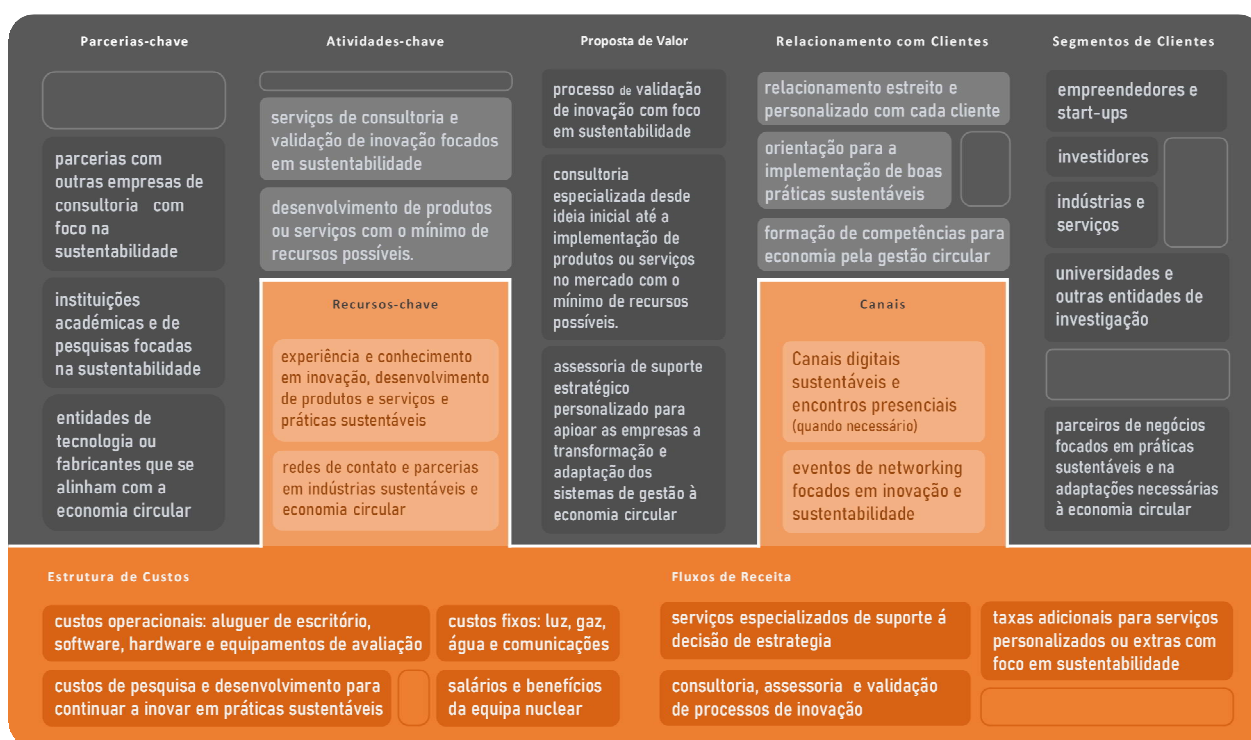 Parcerias-chave
parcerias com
outras empresas de
consultoria com
foco na
sustentabilidade
instituições
académicas e de
pesquisas focadas
na sustentabilidade
entidades de
tecnologia ou
fabricantes que se
alinham com a
economia circular
Atividades-chave
serviços de consultoria e
validação de inovação focados
em sustentabilidade
desenvolvimento de produtos
ou serviços com o mínimo de
recursos possíveis.
Recursos-chave
experiência e conhecimento
em inovação, desenvolvimento
de produtos e serviços e
práticas sustentáveis
redes de contato e parcerias
em indústrias sustentáveis e
economia circular
Proposta de Valor
processo de validação
de inovação com foco
em sustentabilidade
consultoria
especializada desde
ideia inicial até a
implementação de
produtos ou serviços
no mercado com o
mínimo de recursos
possíveis.
assessoria de suporte
estratégico
personalizado para
apioar as empresas a
transformação e
adaptação dos
sistemas de gestão à
economia circular
Relacionamento com Clientes
relacionamento estreito e
personalizado com cada cliente
orientação para a
implementação de boas
práticas sustentáveis
formação de competências para
economia pela gestão circular
Canais
Canais digitais
sustentáveis e
encontros presenciais
(quando necessário)
eventos de networking
focados em inovação e
sustentabilidade
Segmentos de Clientes
empreendedores e
start-ups
investidores
indústrias e
serviços
universidades e
outras entidades de
investigação
parceiros de negócios
focados em práticas
sustentáveis e na
adaptações necessárias
à economia circular
Estrutura de Custos
custos operacionais: aluguer de escritório,
software, hardware e equipamentos de avaliação
custos fixos: luz, gaz,
água e comunicações
custos de pesquisa e desenvolvimento para
continuar a inovar em práticas sustentáveis
salários e benefícios
da equipa nuclear
Fluxos de Receita
serviços especializados de suporte á
decisão de estrategia
consultoria, assessoria e validação
de processos de inovação
taxas adicionais para serviços
personalizados ou extras com
foco em sustentabilidade